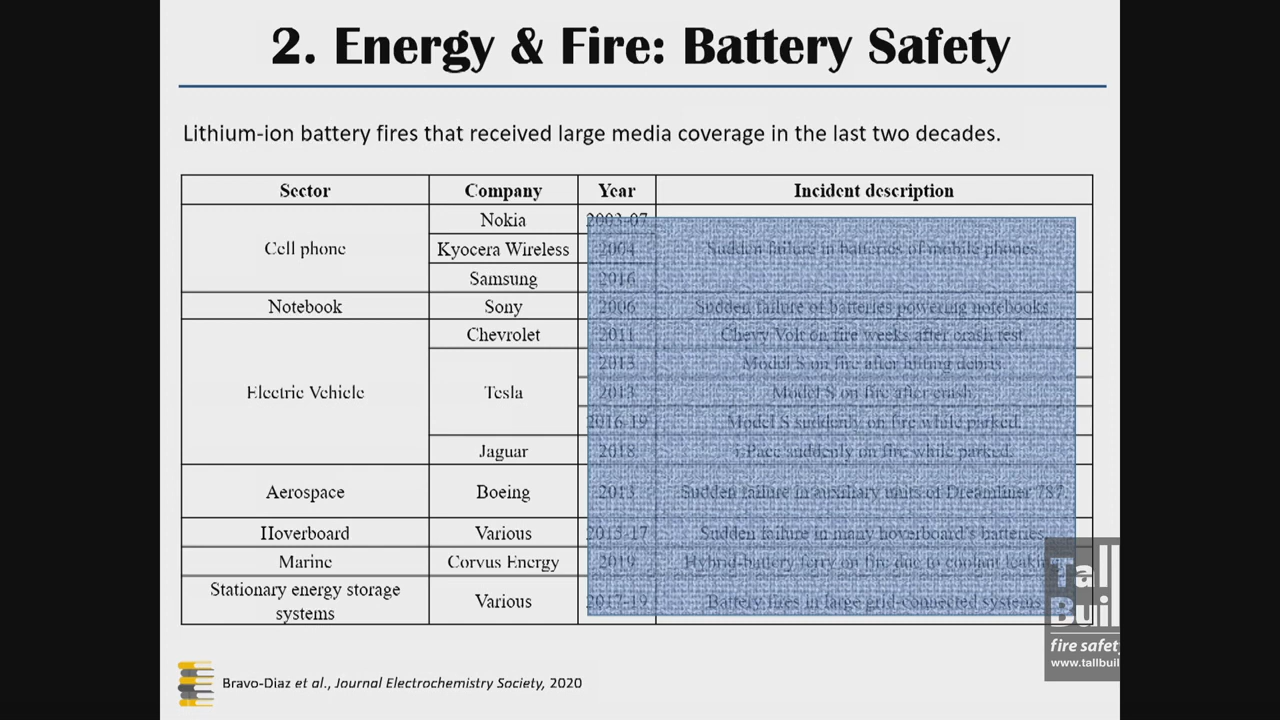 2. Energy & Fire: Battery Safety
Lithium-ion battery fires that received large media coverage in the last two decades.
Sector Company Year Incident description
Cell phone Nokia 2003-07
Kyocera Wireless 2004 Sudden failure in batteries of mobile phones.
Samsung 2016
Notebook Sony 2006 Sudden failure of batteries powering notebooks.
Electric Vehicle Chevrolet 2011 Chevy Volt on fire weeks after crash test.
Tesla 2013 Model S on fire after hitting debris.
2013 Model S on fire after crash.
2016-19 Model S suddenly on fire while parked.
Jaguar 2018 i-Pace suddenly on fire while parked.
Aerospace Boeing 2013 Sudden failure in auxiliary units of Dreamliner 787.
Hoverboard Various 2015-17 Sudden failure in many hoverboard's batteries.
Marine Corvus Energy 2019 Hybrid-battery ferry on fire due to coolant
Stationary energy storage
systems Various 2017-19 Battery fires in large grid-connected systems
Tall
Buil
fire safet
www.tallbuil
Bravo-Diaz et al., Journal Electrochemistry Society, 2020